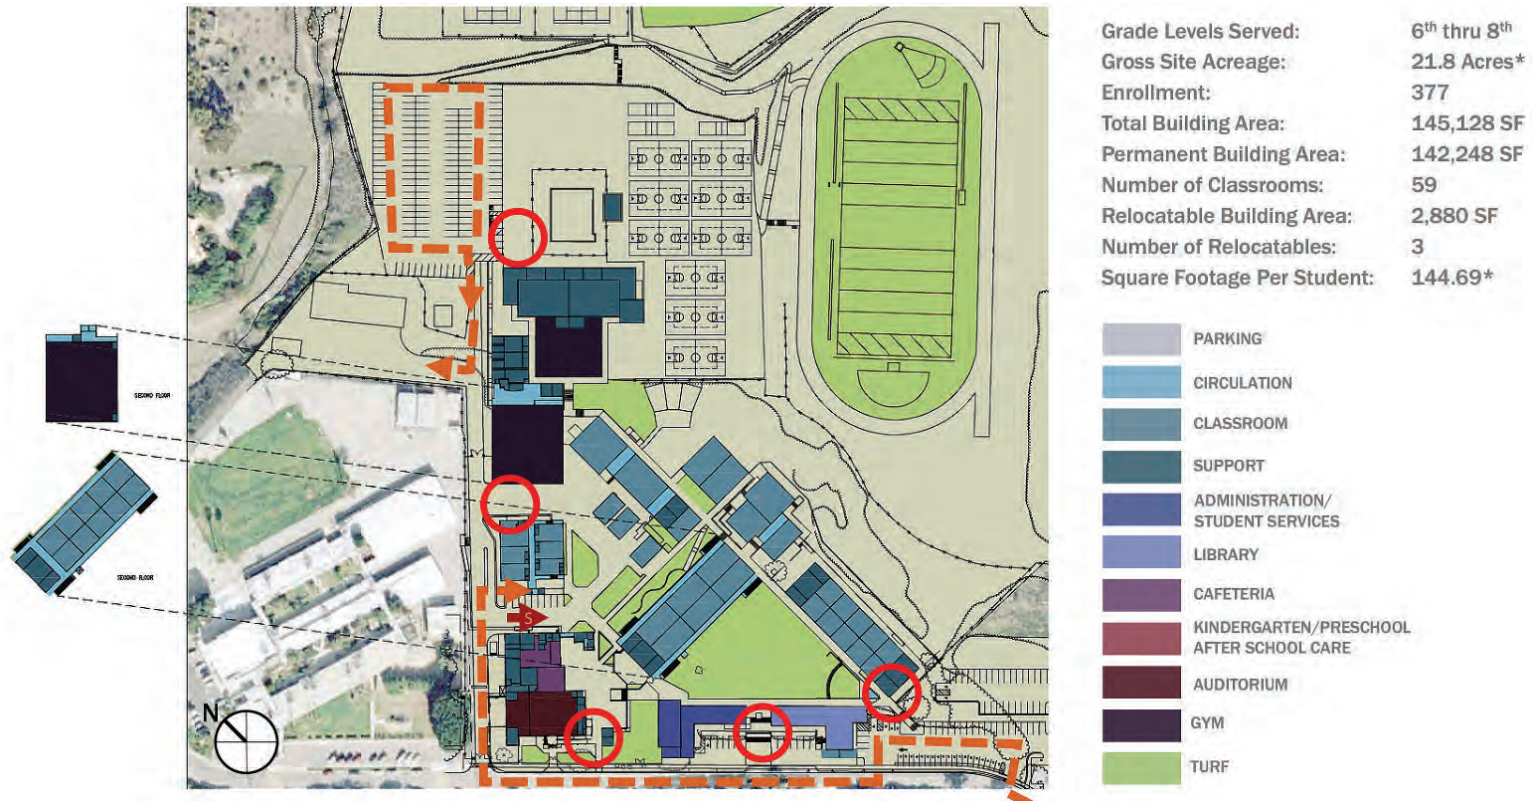 Grade Levels Served: 6th thru 8th
Gross Site Acreage: 21.8 Acres*
Enrollment: 377
Total Building Area: 145,128 SF
Permanent Building Area: 142,248 SF
Number of Classrooms: 59
Relocatable Building Area: 2,880 SF
Number of Relocatables: 3
Square Footage Per Student: 144.69*
PARKING
CIRCULATION
CLASSROOM
SUPPORT
ADMINISTRATION/
STUDENT SERVICES
LIBRARY
CAFETERIA
KINDERGARTEN/PRESCHOOL
AFTER SCHOOL CARE
AUDITORIUM
GYM
TURF
SECOND FLOOR
SECOND FLOOR
S
N